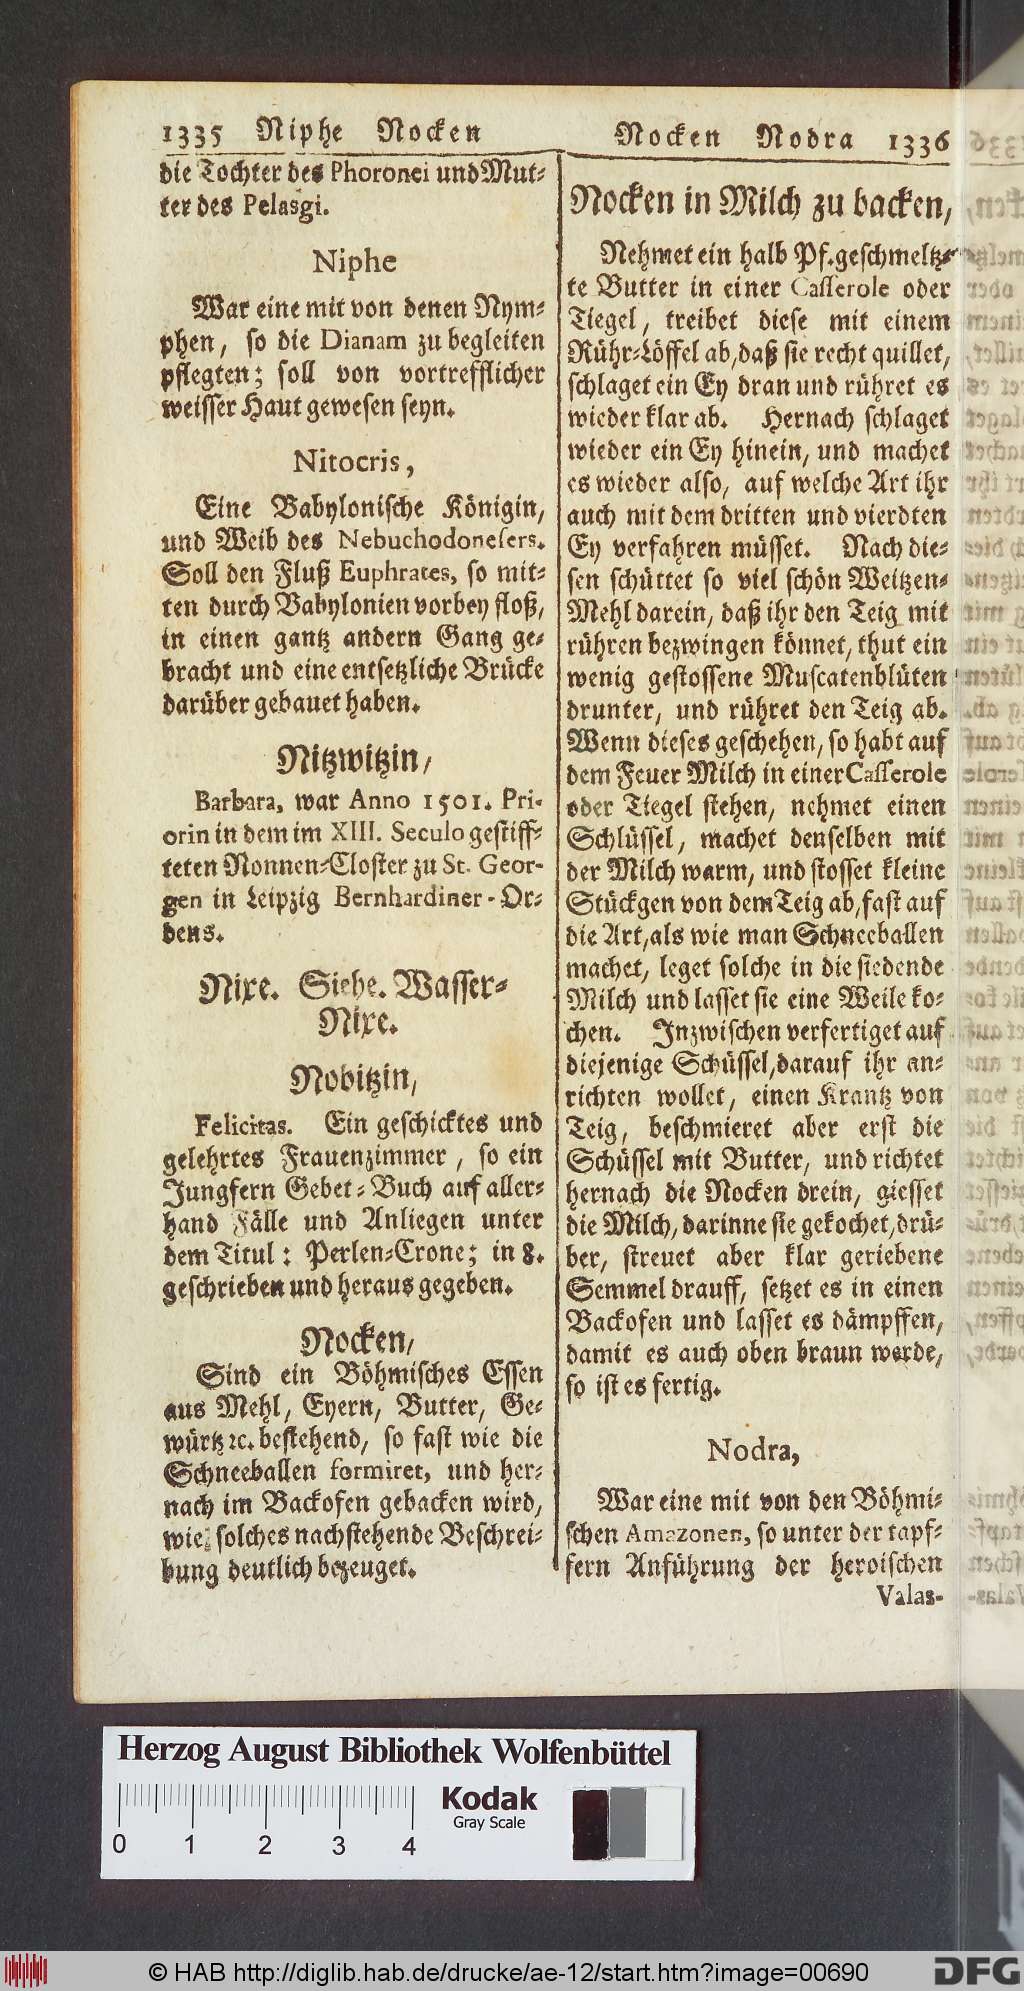 1335 Niphe Nocken
die Tochter des Phoronei und Mut-
ter des Pelasgi.
Niphe
War eine mit von denen Nym-
phen, so die Dianam zu begleiten
pflegten; soll von vortrefflicher
weisser Haut gewesen seyn.
Nitocris,
Eine Babylonische Königin,
und Weib des Nebuchodonesers.
Soll den Fluß Euphrates, so mit-
ten durch Babylonien vorbey floß,
in einen gantz andern Gang ge-
bracht und eine entsetzliche Brücke
darüber gebauet haben.
Nitzwitzin,
Barbara, war Anno 1501. Pri-
orin in dem im XIII. Seculo gestiff-
teten Nonnen-Closter zu St. Geor-
gen in Leipzig Bernhardiner-Or-
dens.
Nixe. Siehe. Wasser-
Nixe.
Nobitzin,
Felicitas. Ein geschicktes und
gelehrtes Frauenzimmer, so ein
Jungfern Gebet-Buch auf aller-
hand Fälle und Anliegen unter
dem Titul: Perlen-Crone; in 8.
geschrieben und heraus gegeben.
Nocken,
Sind ein Böhmisches Essen
aus Mehl, Eyern, Butter, Ge-
würtz ꝛc. bestehend, so fast wie die
Schneeballen formiret, und her-
nach im Backofen gebacken wird,
wie solches nachstehende Beschrei-
bung deutlich bezeuget.
Nocken Nodra 1336
Nocken in Milch zu backen,
Nehmet ein halb Pf. geschmeltz-
te Butter in einer Casserole oder
Tiegel, treibet diese mit einem
Rühr-Löffel ab, daß sie recht quillet,
schlaget ein Ey dran und rühret es
wieder klar ab. Hernach schlaget
wieder ein Ey hinein, und machet
es wieder also, auf welche Art ihr
auch mit dem dritten und vierdten
Ey verfahren müsset. Nach die-
sen schüttet so viel schön Weitzen-
Mehl darein, daß ihr den Teig mit
rühren bezwingen könnet, thut ein
wenig gestossene Muscatenblüten
drunter, und rühret den Teig ab.
Wenn dieses geschehen, so habt auf
dem Feuer Milch in einer Casserole
oder Tiegel stehen, nehmet einen
Schlüssel, machet denselben mit
der Milch warm, und stosset kleine
Stückgen von dem Teig ab, fast auf
die Art, als wie man Schneeballen
machet, leget solche in die siedende
Milch und lasset sie eine Weile ko-
chen. Inzwischen verfertiget auf
diejenige Schüssel, darauf ihr an-
richten wollet, einen Krantz von
Teig, beschmieret aber erst die
Schüssel mit Butter, und richtet
hernach die Nocken drein, giesset
die Milch, darinne sie gekochet, drü-
ber, streuet aber klar geriebene
Semmel drauff, setzet es in einen
Backofen und lasset es dämpffen,
damit es auch oben braun werde,
so ist es fertig.
Nodra,
War eine mit von den Böhmi-
schen Amazonen, so unter der tapf-
fern Anführung der heroischen
Valas-
Herzog August Bibliothek Wolfenbüttel
Kodak
Gray Scale
0 1 2 3 4
© HAB http://diglib.hab.de/drucke/ae-12/start.htm?image=00690
DFG